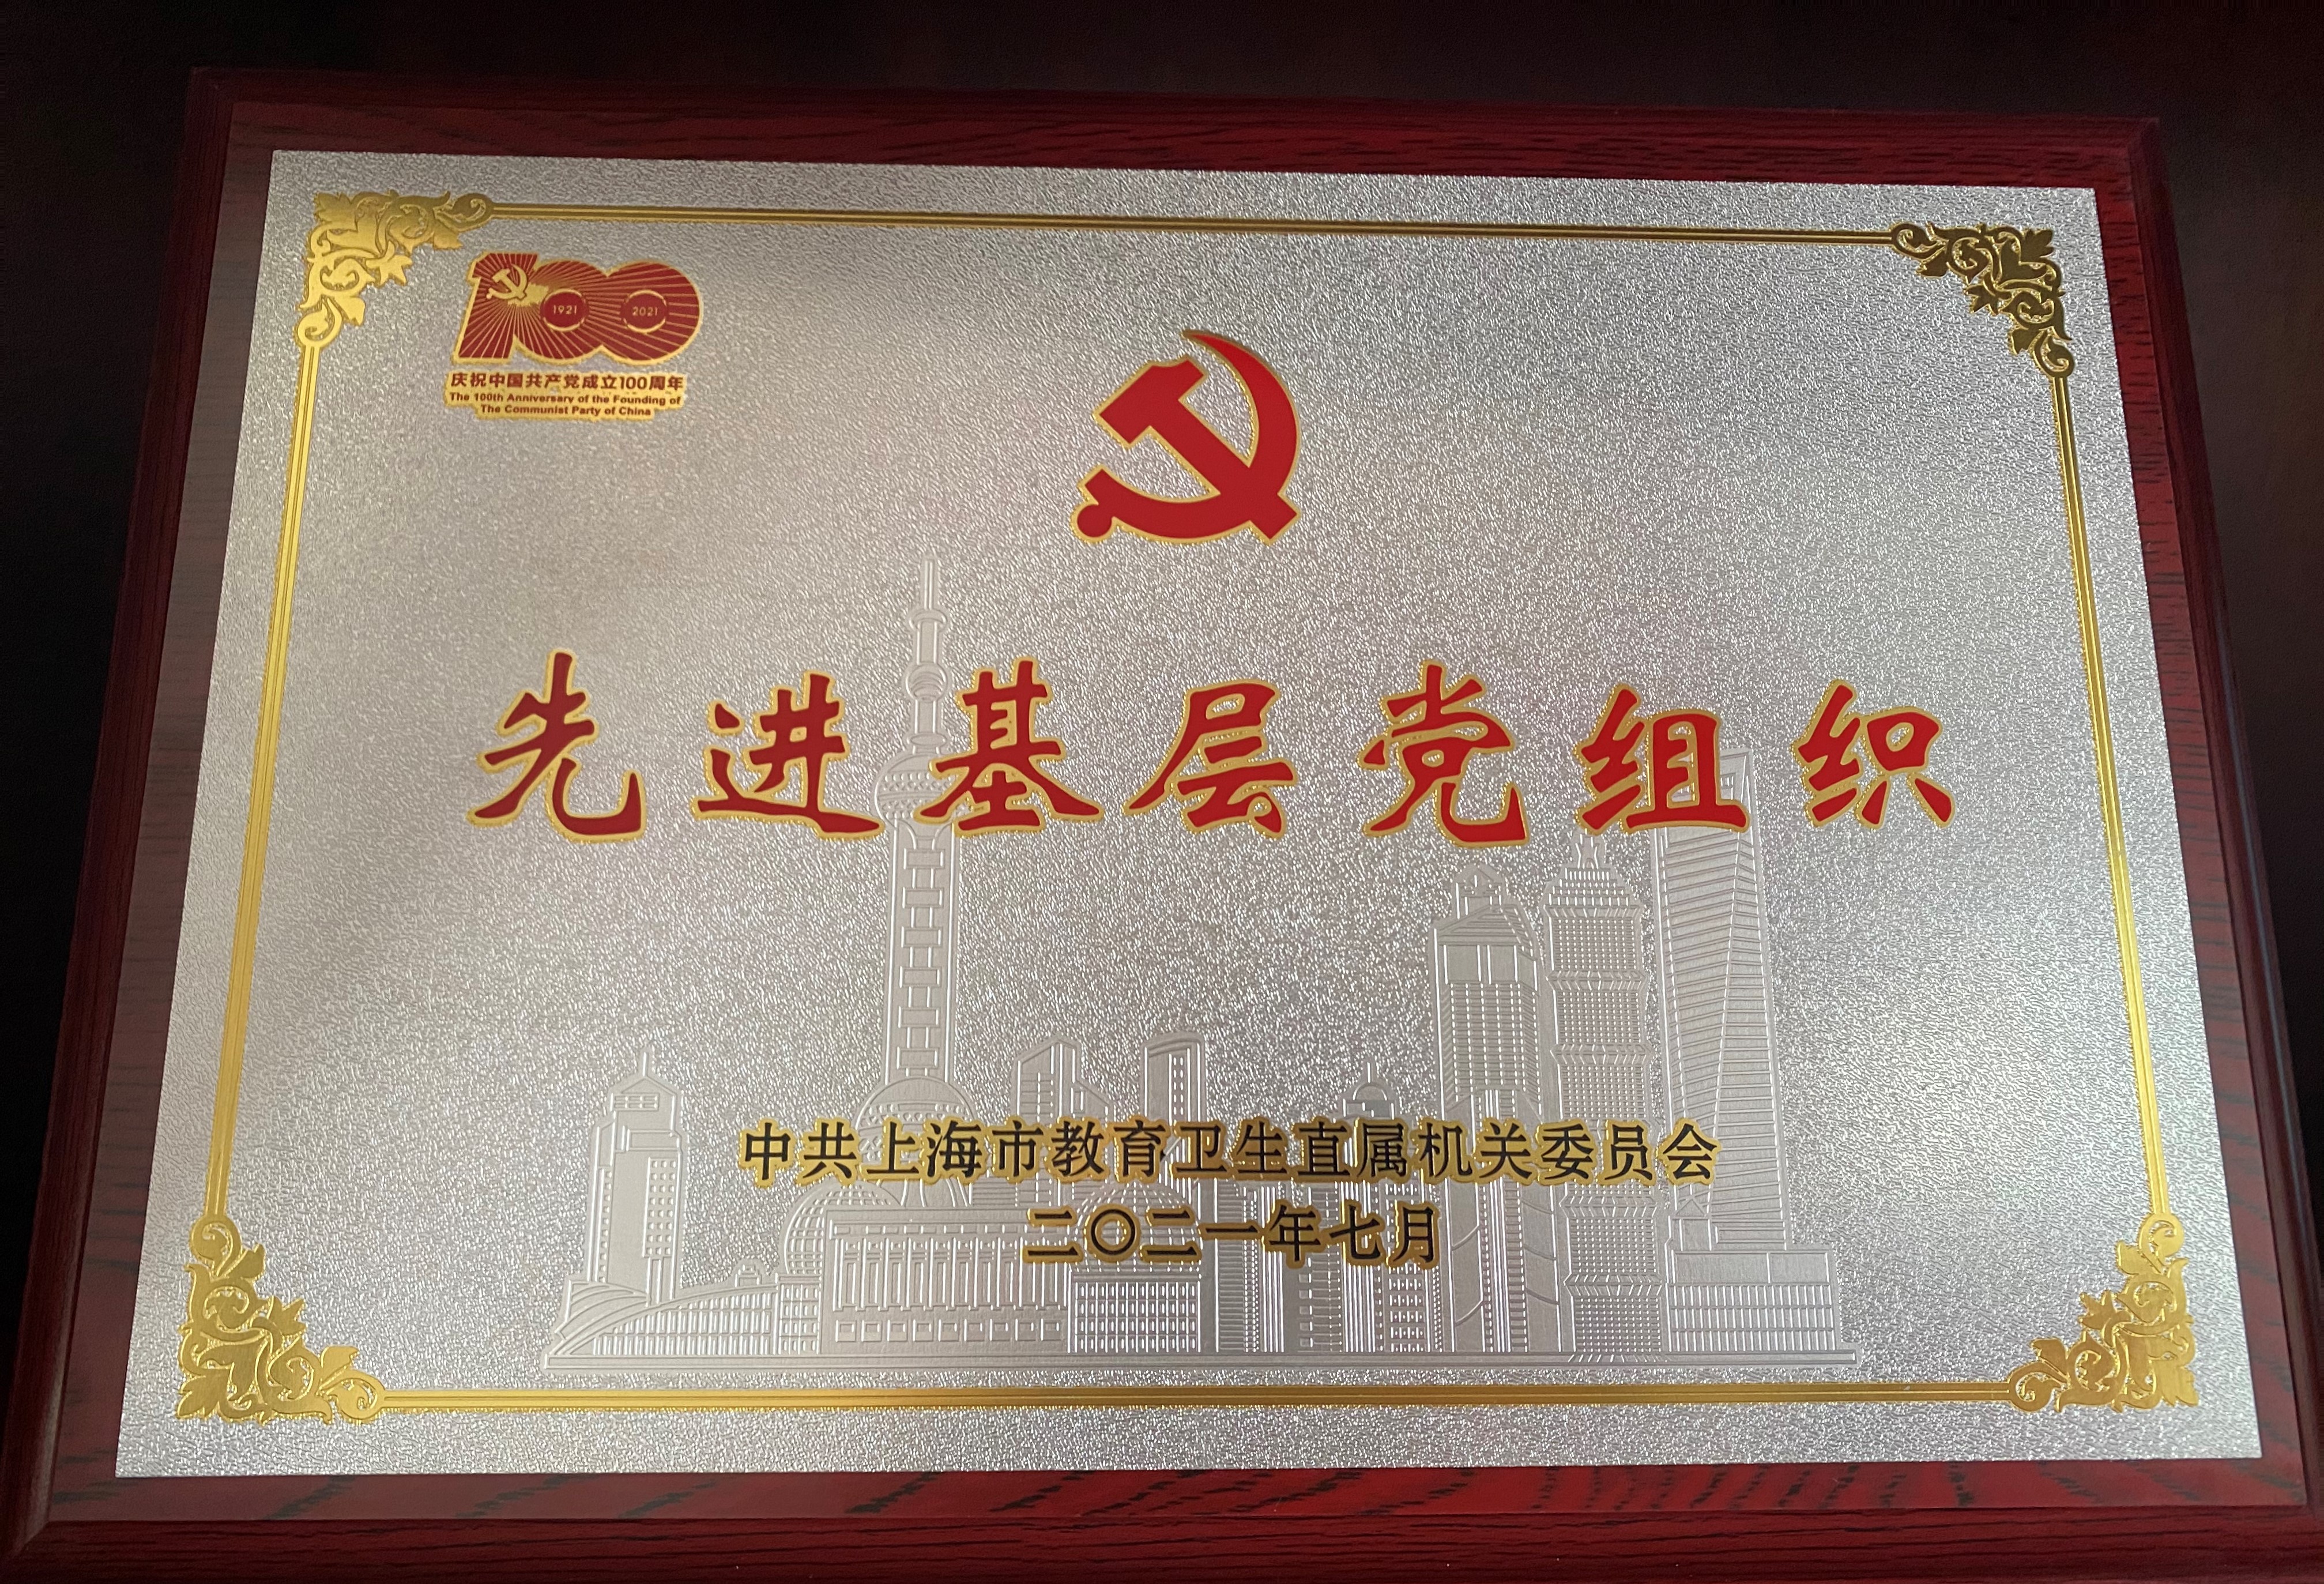 1921 2021
庆祝中国共产党成立100周年
The 100th Anniversary of the Founding of
The Communist Party of China
先进基层党组织
中共上海市教育卫生直属机关委员会
二〇二一年七月